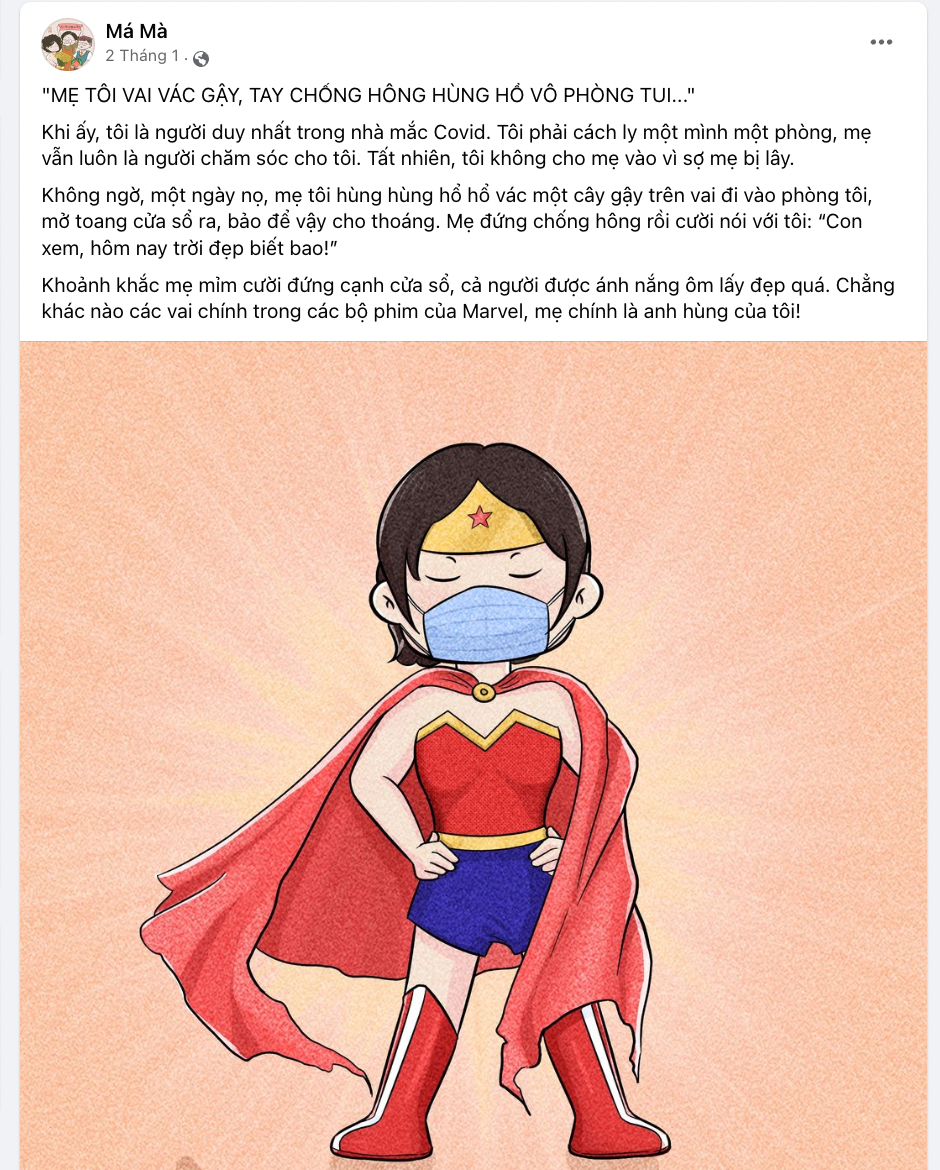 Má Mà
2 Tháng 1 .
"MẸ TÔI VAI VÁC GẬY, TAY CHỐNG HÔNG HÙNG HỔ VÔ PHÒNG TUI..."
Khi ấy, tôi là người duy nhất trong nhà mắc Covid. Tôi phải cách ly một mình một phòng, mẹ
vẫn luôn là người chăm sóc cho tôi. Tất nhiên, tôi không cho mẹ vào vì sợ mẹ bị lây.
Không ngờ, một ngày nọ, mẹ tôi hùng hùng hổ hổ vác một cây gậy trên vai đi vào phòng tôi,
mở toang cửa sổ ra, bảo để vậy cho thoáng. Mẹ đứng chống hông rồi cười nói với tôi: “Con
xem, hôm nay trời đẹp biết bao!”
Khoảnh khắc mẹ mỉm cười đứng cạnh cửa sổ, cả người được ánh nắng ôm lấy đẹp quá. Chẳng
khác nào các vai chính trong các bộ phim của Marvel, mẹ chính là anh hùng của tôi!